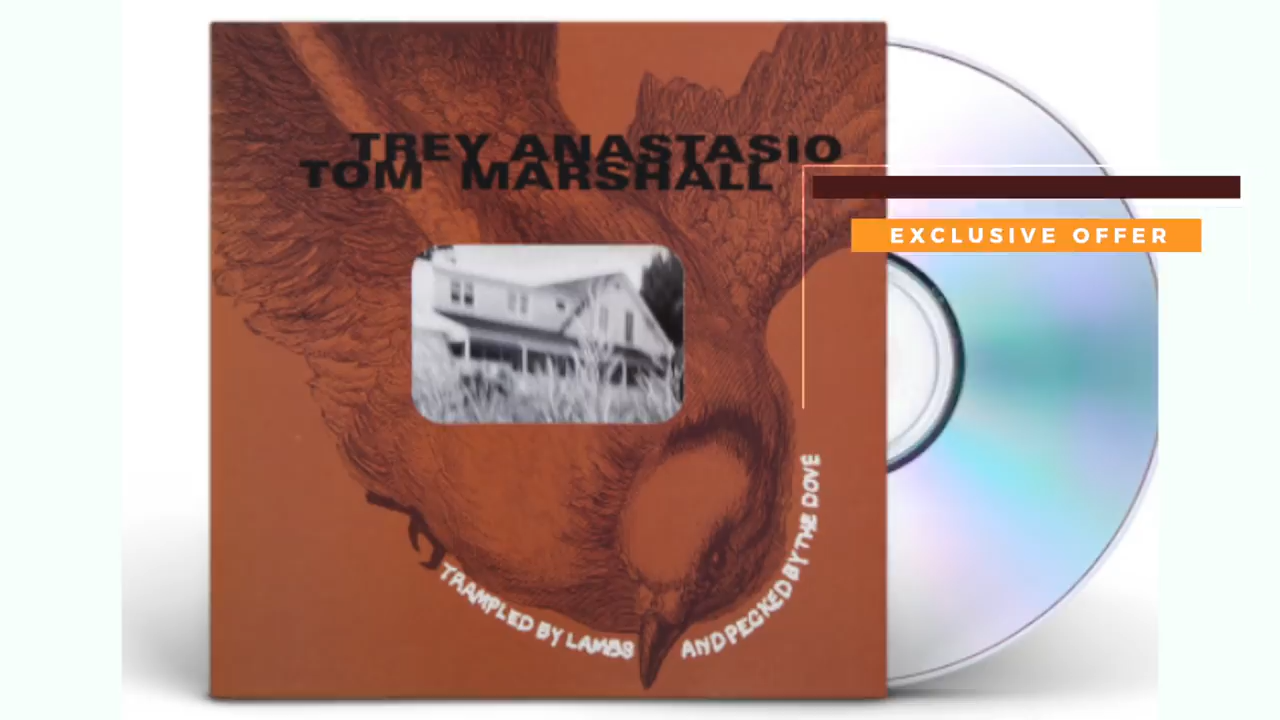 TREY ANASTASIO
TOM MARSHALL
EXCLUSIVE OFFER
TRAMPLED BY LAMBS
AND PECKED BY THE DOVE